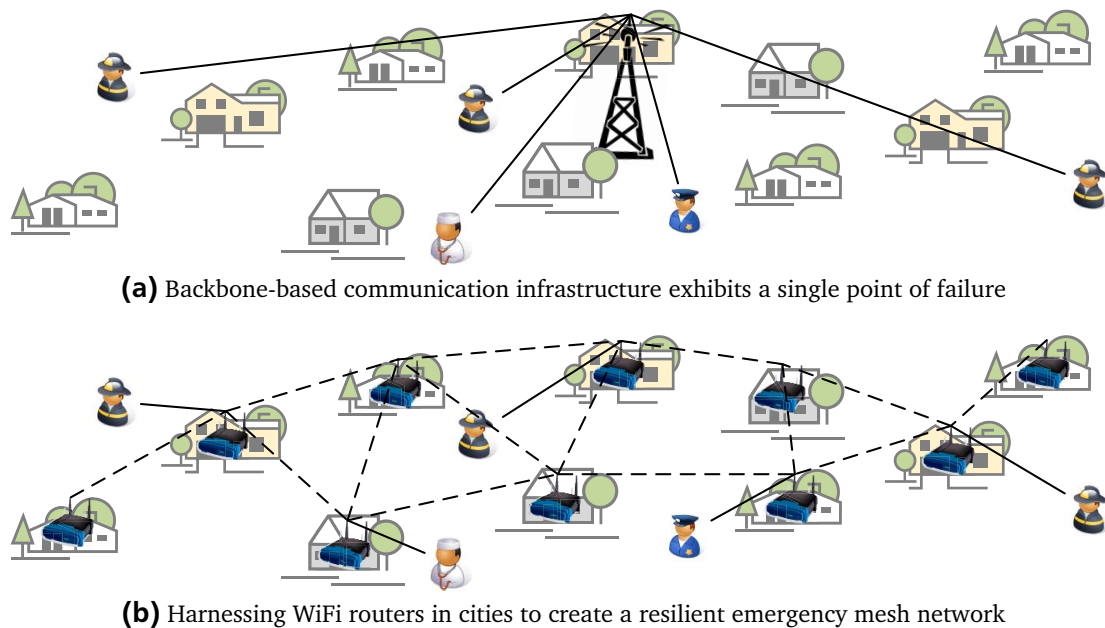 (a) Backbone-based communication infrastructure exhibits a single point of failure
(b) Harnessing WiFi routers in cities to create a resilient emergency mesh network